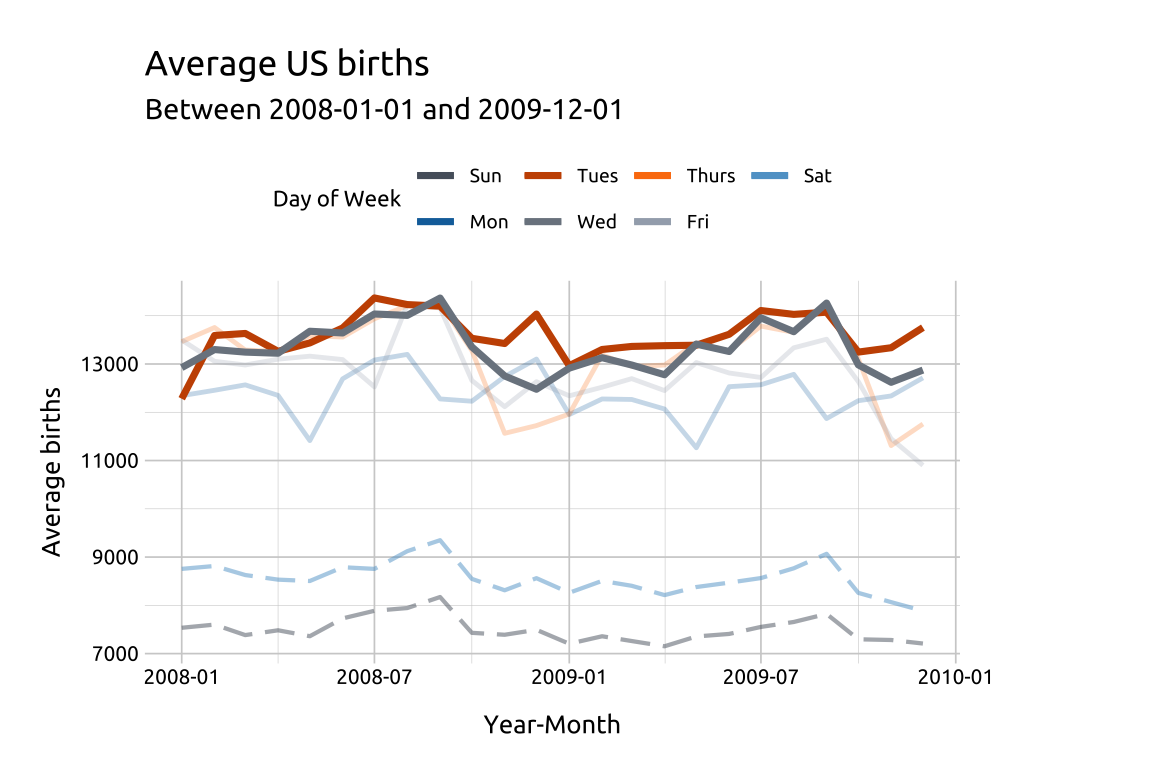 Average US births
Between 2008-01-01 and 2009-12-01
Day of Week
Sun Tues Thurs Sat
Mon Wed Fri
Average births
13000
11000
9000
7000
2008-01 2008-07 2009-01 2009-07 2010-01
Year-Month